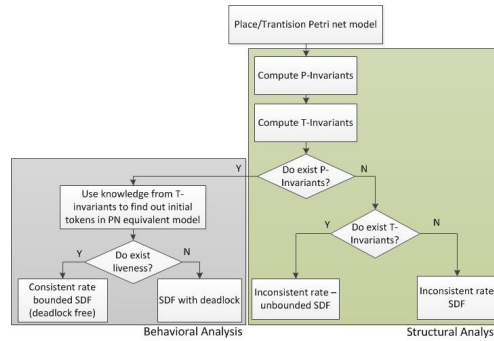 Place/Trantision Petri net model
Compute P-Invariants
Compute T-Invariants
Do exist P-
Invariants?
Y
N
Use knowledge from T-
invariants to find out initial
tokens in PN equivalent model
Do exist T-
Invariants?
Y
N
Do exist
liveness?
Y
N
Consistent rate
bounded SDF
(deadlock free)
SDF with deadlock
Inconsistent rate –
unbounded SDF
Inconsistent rate
SDF
Behavioral Analysis
Structural Analys